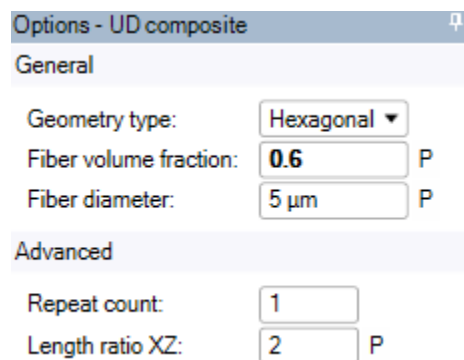 Options - UD composite
General
Geometry type: Hexagonal
Fiber volume fraction: 0.6 P
Fiber diameter: 5 µm P
Advanced
Repeat count: 1
Length ratio XZ: 2 P